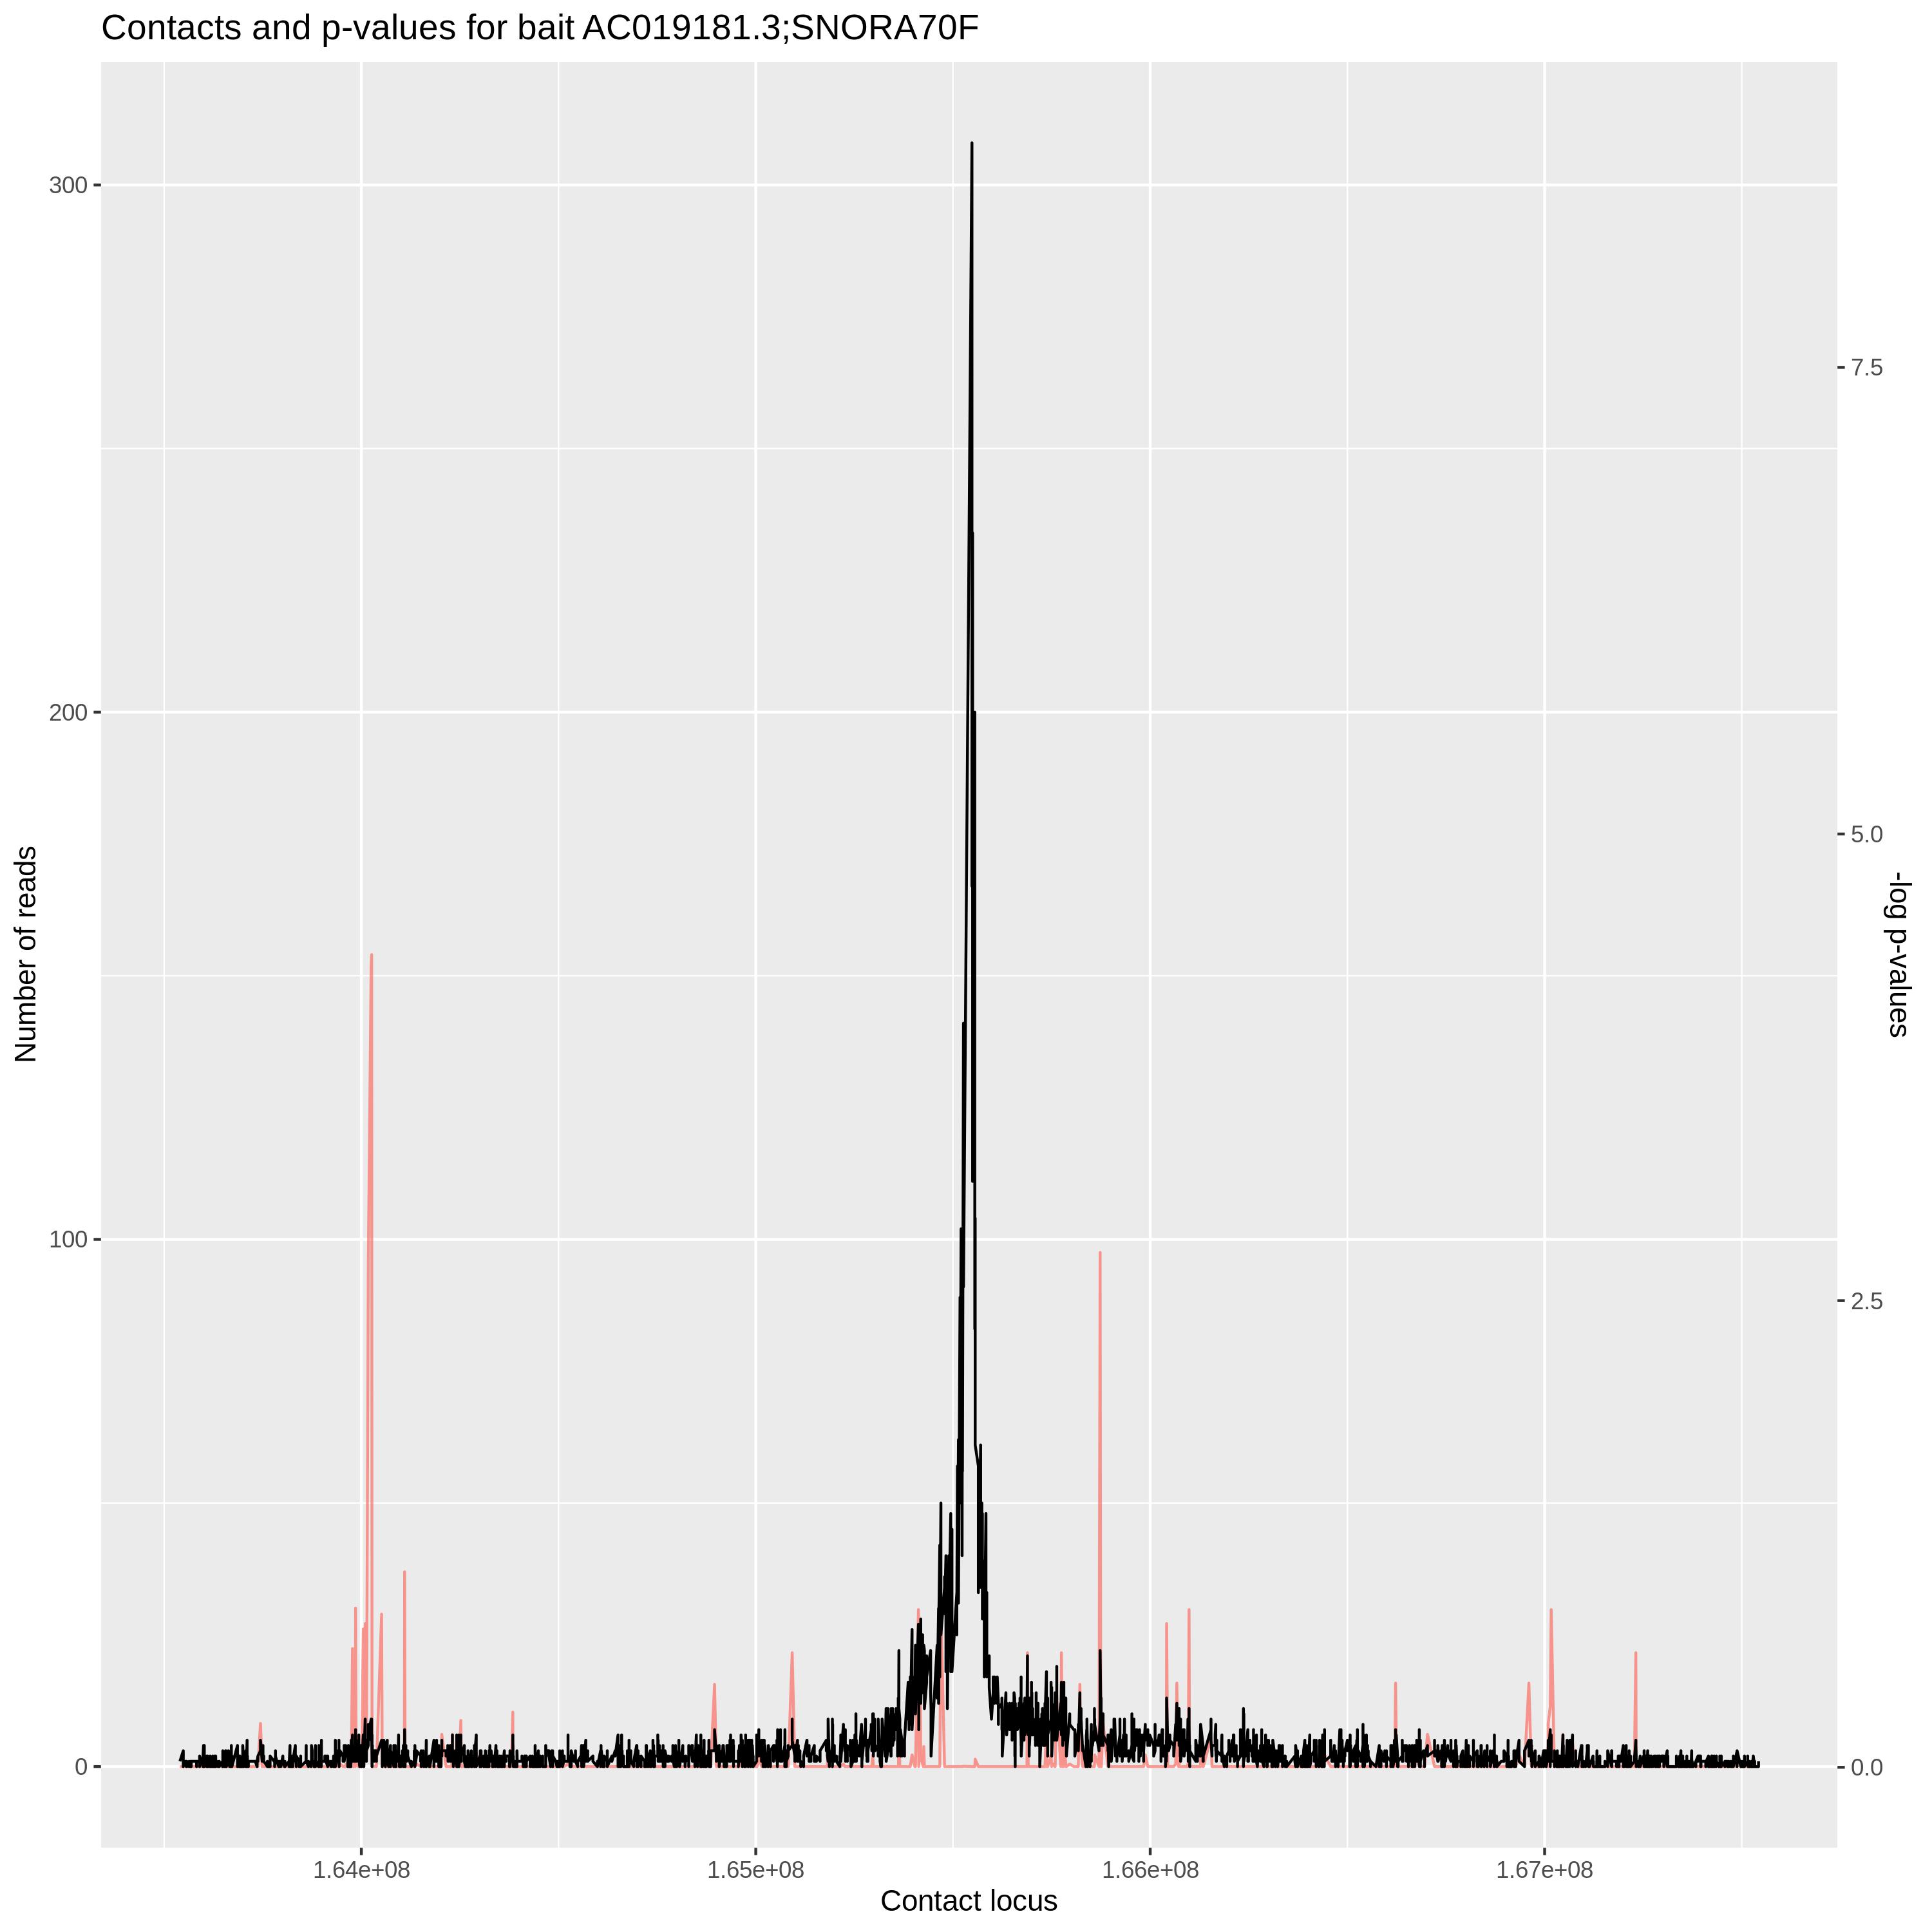 Contacts and p-values for bait AC019181.3;SNORA70F
300
200
100
0
Number of reads
7.5
5.0
2.5
0.0
-log p-values
1.64e+08
1.65e+08
1.66e+08
1.67e+08
Contact locus